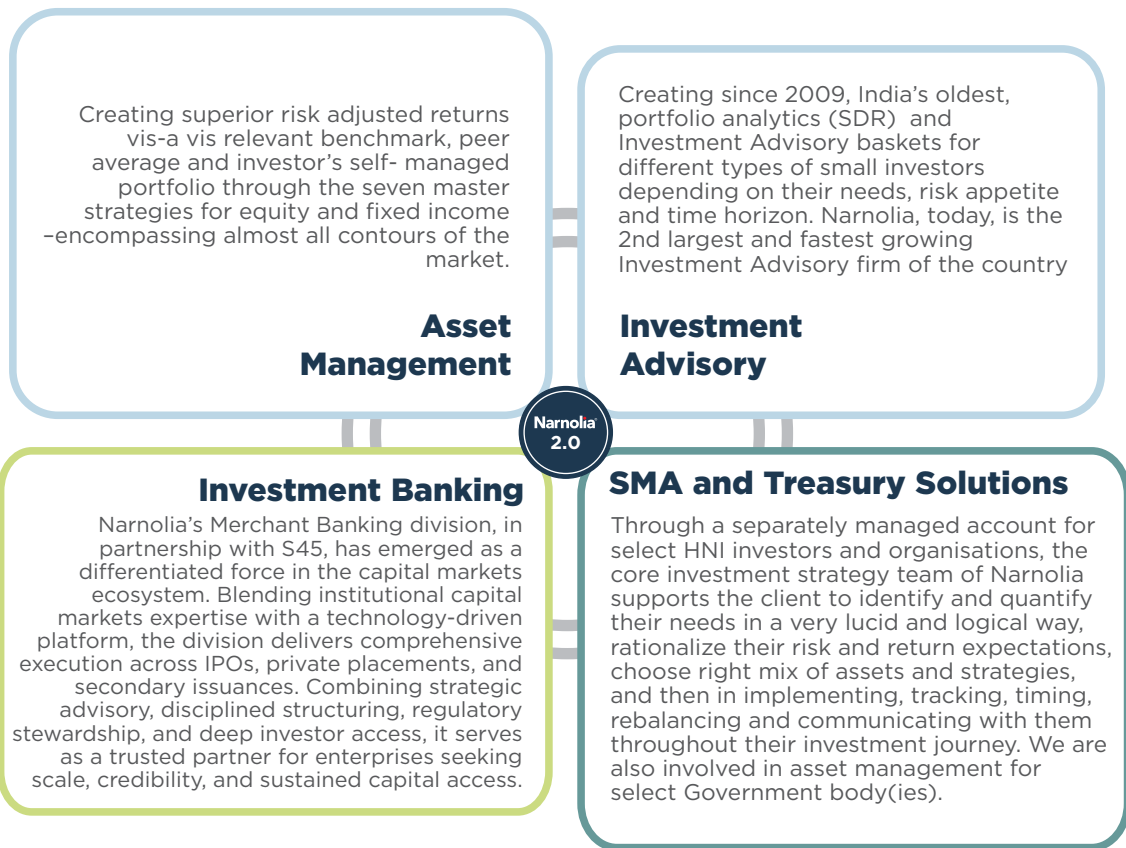 Creating superior risk adjusted returns
vis-a vis relevant benchmark, peer
average and investor's self- managed
portfolio through the seven master
strategies for equity and fixed income
–encompassing almost all contours of the
market.
Asset
Management
Creating since 2009, India's oldest,
portfolio analytics (SDR) and
Investment Advisory baskets for
different types of small investors
depending on their needs, risk appetite
and time horizon. Narnolia, today, is the
2nd largest and fastest growing
Investment Advisory firm of the country
Investment
Advisory
Narnolia
2.0
Investment Banking
Narnolia's Merchant Banking division, in
partnership with S45, has emerged as a
differentiated force in the capital markets
ecosystem. Blending institutional capital
markets expertise with a technology-driven
platform, the division delivers comprehensive
execution across IPOs, private placements, and
secondary issuances. Combining strategic
advisory, disciplined structuring, regulatory
stewardship, and deep investor access, it serves
as a trusted partner for enterprises seeking
scale, credibility, and sustained capital access.
SMA and Treasury Solutions
Through a separately managed account for
select HNI investors and organisations, the
core investment strategy team of Narnolia
supports the client to identify and quantify
their needs in a very lucid and logical way,
rationalize their risk and return expectations,
choose right mix of assets and strategies,
and then in implementing, tracking, timing,
rebalancing and communicating with them
throughout their investment journey. We are
also involved in asset management for
select Government body(ies).